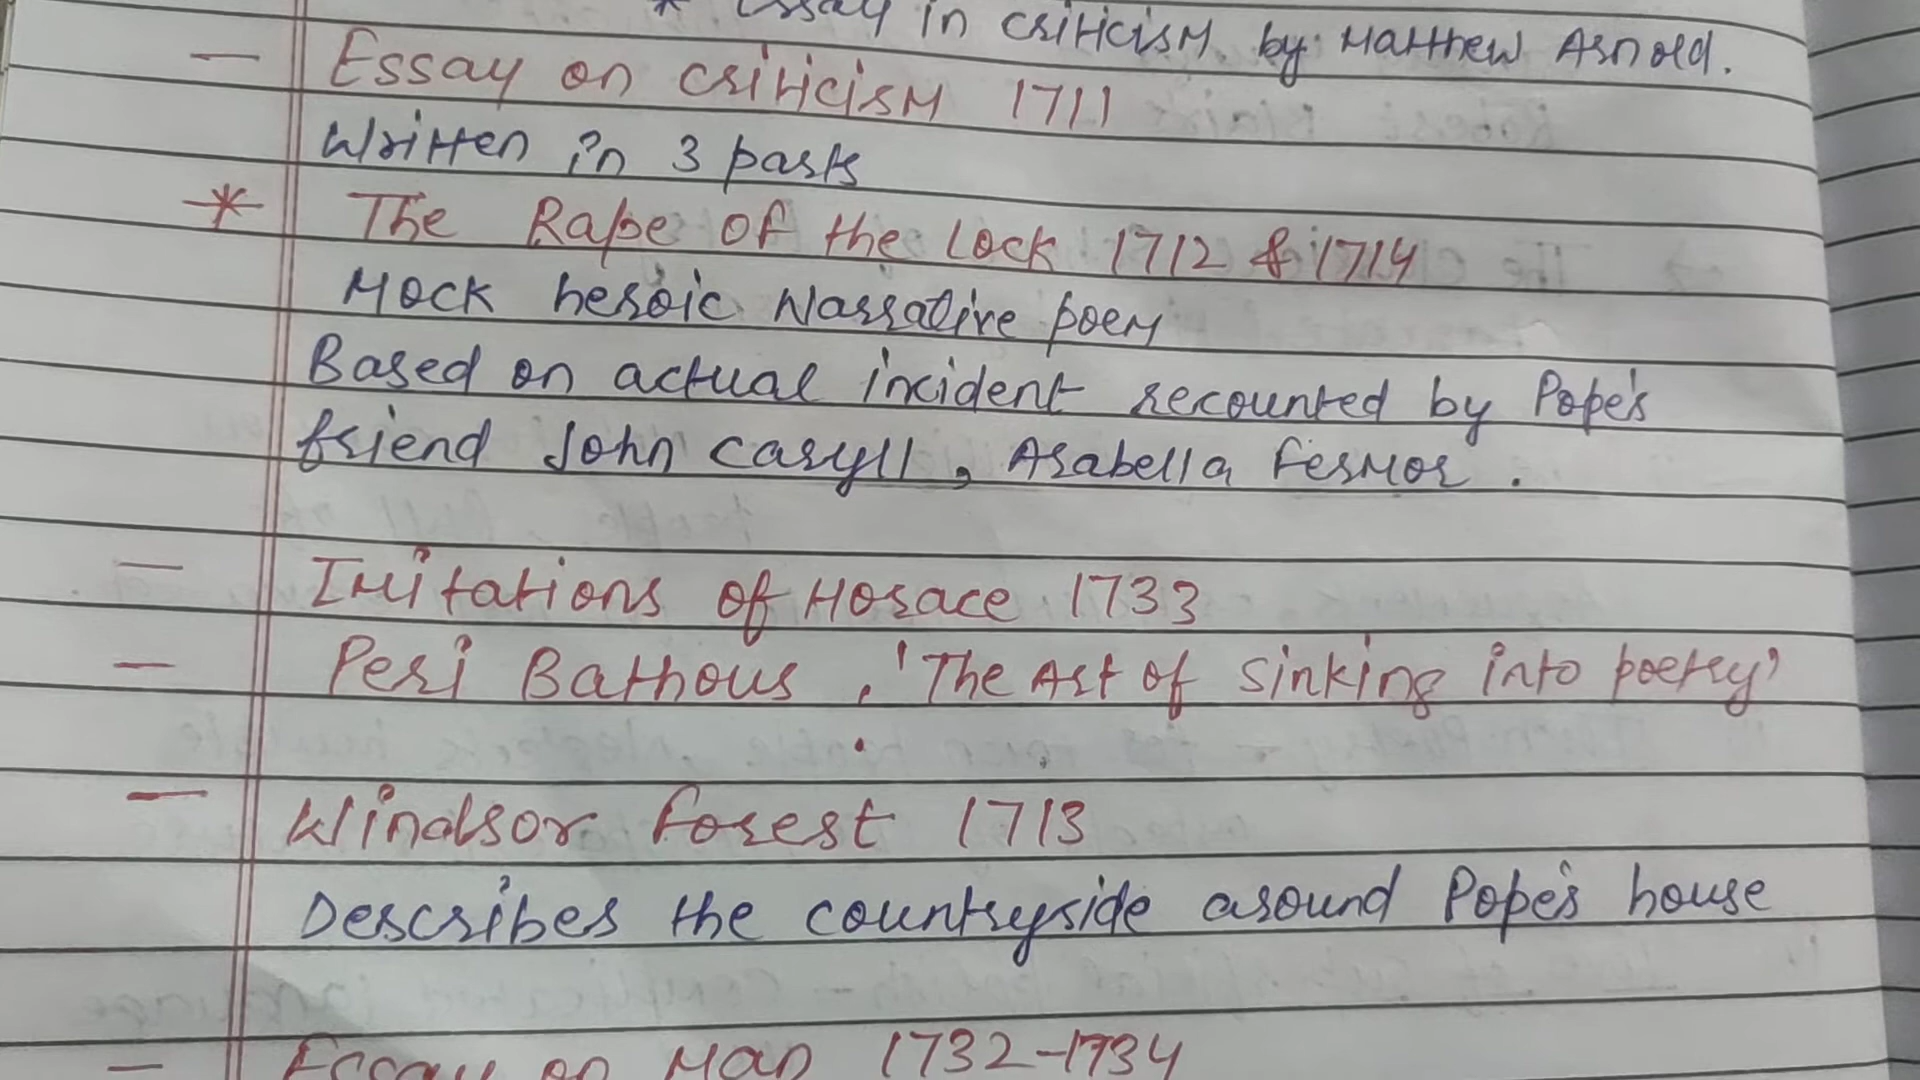 * Essay in criticism by Matthew Arnold.
— Essay on criticism 1711
Written in 3 parts
* The Rape of the Lock 1712 & 1714
Mock heroic Narrative poem
Based on actual incident recounted by Pope's
friend John Caryll, Arabella Fermor.
— Imitations of Horace 1733
— Peri Bathous, 'The Art of Sinking into poetry'
— Windsor Forest 1713
Describes the countryside around Pope's house
— Essay on Man 1732-1734